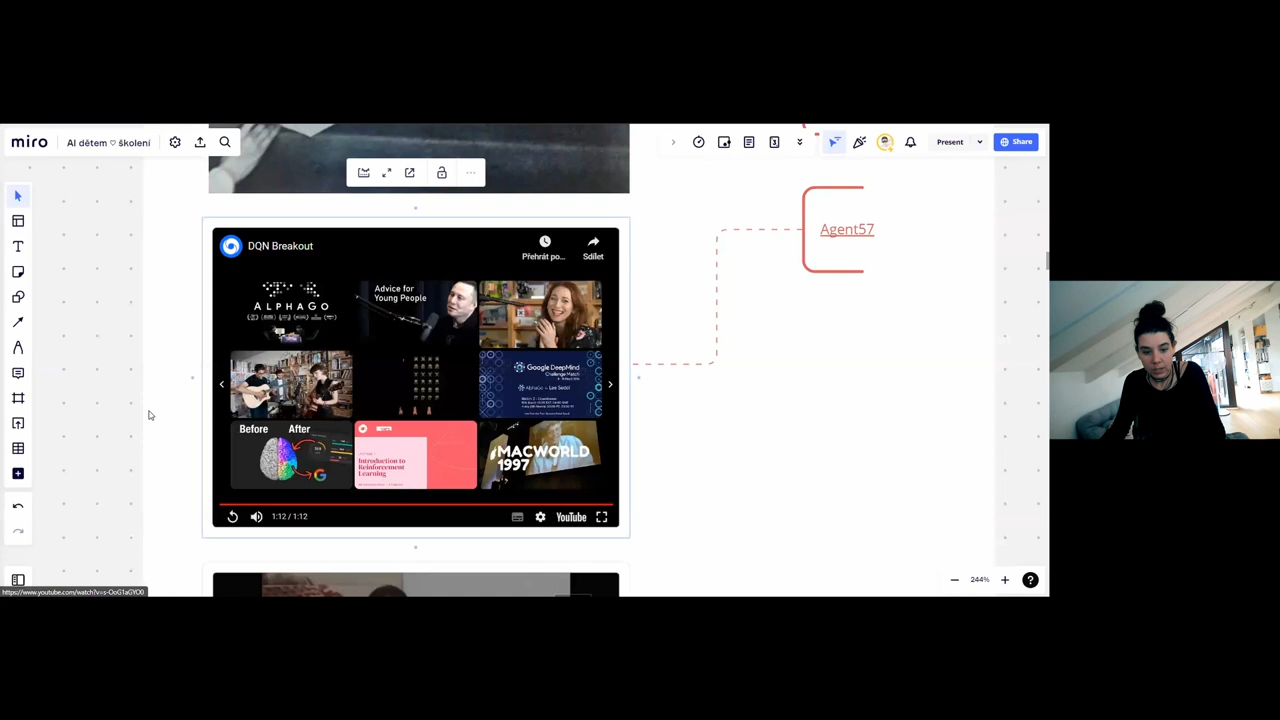 miro
AI dětem ♡ školení
Present
Share
DQN Breakout
Přehrát po...
Sdílet
ALPHAGO
Advice for
Young People
Google DeepMind
Challenge Match
Before
After
Introduction to
Reinforcement
Learning
MACWORLD
1997
1:12 / 1:12
YouTube
Agent57
244%
https://www.youtube.com/watch?v=s-OoG1aGYO0